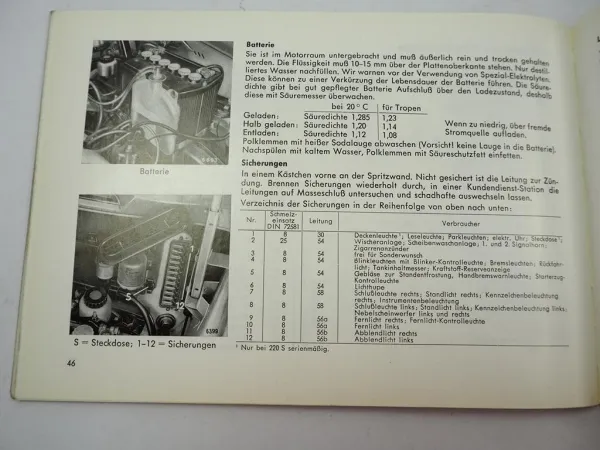 Batterie
Sie ist im Motorraum untergebracht und muß äußerlich rein und trocken gehalten
werden. Die Flüssigkeit muß 10–15 mm über der Plattenoberkante stehen. Nur destil-
liertes Wasser nachfüllen. Wir warnen vor der Verwendung von Spezial-Elektrolyten.
Diese können zu einer Verkürzung der Lebensdauer der Batterie führen. Die Säure-
dichte gibt bei gut gepflegter Batterie Aufschluß über den Ladezustand, deshalb
diese mit Säuremesser überwachen.
bei 20° C für Tropen
Geladen: Säuredichte 1,285 1,23
Halb geladen: Säuredichte 1,20 1,14
Entladen: Säuredichte 1,12 1,08
Wenn zu niedrig, über fremde
Stromquelle aufladen.
Polklemmen mit heißer Sodalauge abwaschen (Vorsicht! keine Lauge in die Batterie).
Nachspülen mit kaltem Wasser, Polklemmen mit Säureschutzfett einfetten.
Batterie
Sicherungen
In einem Kästchen vorne an der Spritzwand. Nicht gesichert ist die Leitung zur Zün-
dung. Brennen Sicherungen wiederholt durch, in einer Kundendienst-Station die
Leitungen auf Masseschluß untersuchen und schadhafte auswechseln lassen.
Verzeichnis der Sicherungen in der Reihenfolge von oben nach unten:
Nr. Schmelz-einsatz DIN 72581 Leitung Verbraucher
1 8 30 Deckenleuchte¹; Leseleuchte; Parkleuchten; elektr. Uhr; Steckdose¹;
2 25 54 Wischeranlage; Scheibenwaschanlage; 1. und 2. Signalhorn;
Zigarrenanzünder
3 8 54 frei für Sonderwunsch
4 8 54 Blinkleuchten mit Blinker-Kontrolleuchte; Bremsleuchten; Rückfahr-
licht; Tankinhaltmesser; Kraftstoff-Reserveanzeige
5 8 54 Gebläse zur Standentfrostung, Handbremswarnleuchte; Starterzug-
Kontrolleuchte
6 8 54 Lichthupe
7 8 58 Schlußleuchte rechts; Standlicht rechts; Kennzeichenbeleuchtung
rechts; Instrumentenbeleuchtung
8 8 58 Schlußleuchte links; Standlicht links; Kennzeichenbeleuchtung links;
Nebelscheinwerfer links und rechts
9 8 56a Fernlicht rechts; Fernlicht-Kontrolleuchte
10 8 56a Fernlicht links
11 8 56b Abblendlicht rechts
12 8 56b Abblendlicht links
¹ Nur bei 220 S serienmäßig.
1
S
12
6399
S = Steckdose; 1–12 = Sicherungen
46